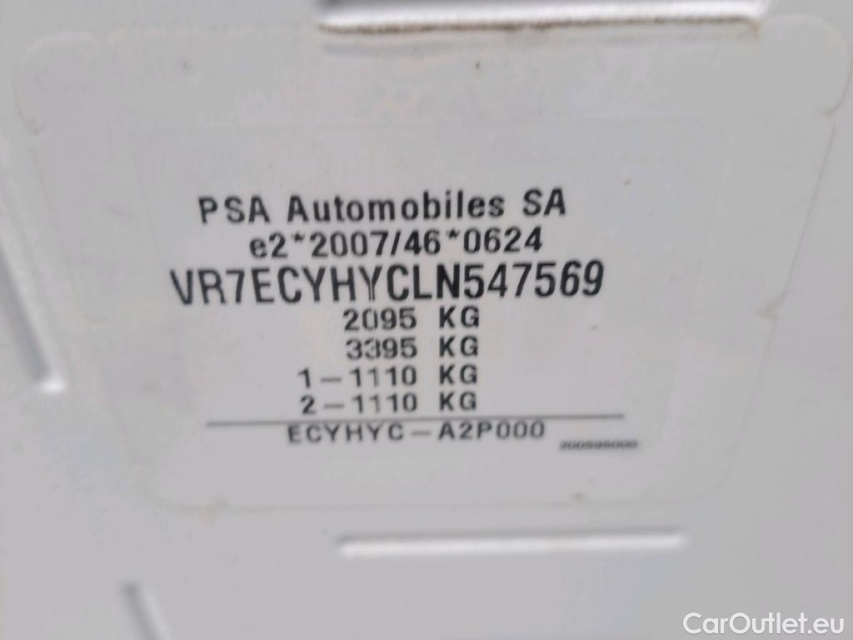 PSA Automobiles SA
e2*2007/46*0624
VR7ECYHYCLN547569
2095 KG
3395 KG
1-1110 KG
2-1110 KG
ECYHYC-A2P000
CarOutlet.eu